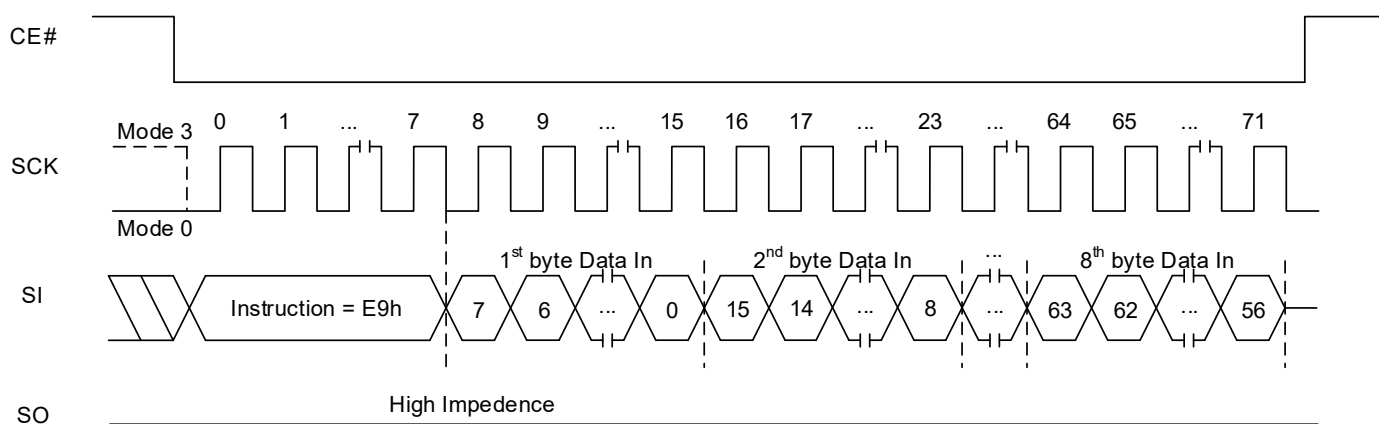 CE#
0 1 ... 7 8 9 ... 15 16 17 ... 23 ... 64 65 ... 71
Mode 3
SCK
Mode 0
1st byte Data In 2nd byte Data In ... 8th byte Data In
SI Instruction = E9h 7 6 ... 0 15 14 ... 8 ... 63 62 ... 56
High Impedence
SO